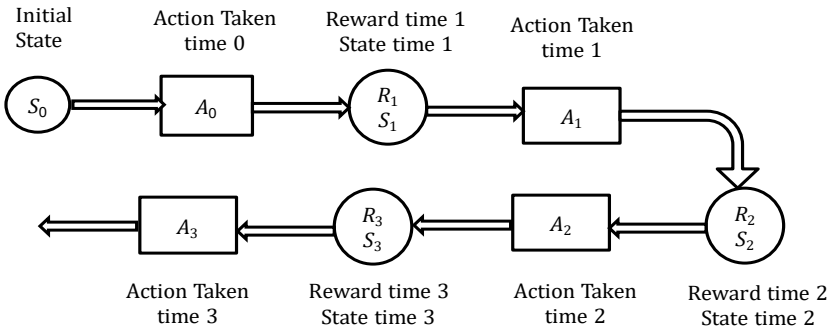 Initial
State
Action Taken
time 0
Reward time 1
State time 1
Action Taken
time 1
S₀
A₀
R₁
S₁
A₁
R₂
S₂
A₂
R₃
S₃
A₃
Action Taken
time 3
Reward time 3
State time 3
Action Taken
time 2
Reward time 2
State time 2